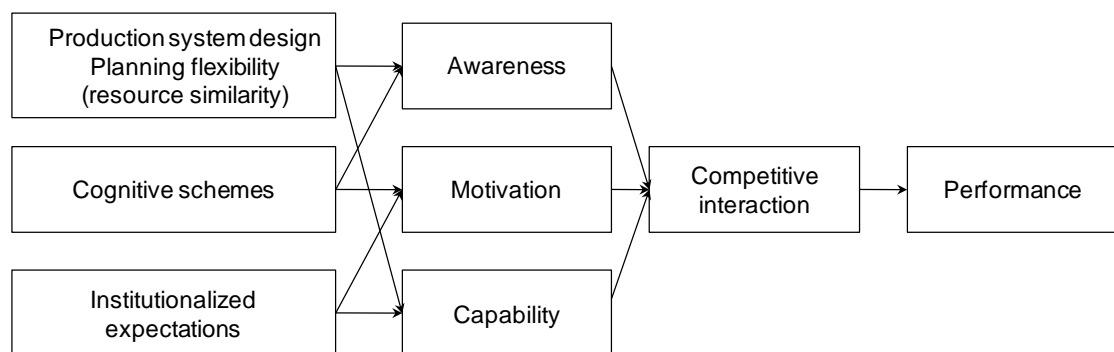 Production system design
Planning flexibility
(resource similarity)
Awareness
Cognitive schemes
Motivation
Competitive
interaction
Performance
Institutionalized
expectations
Capability